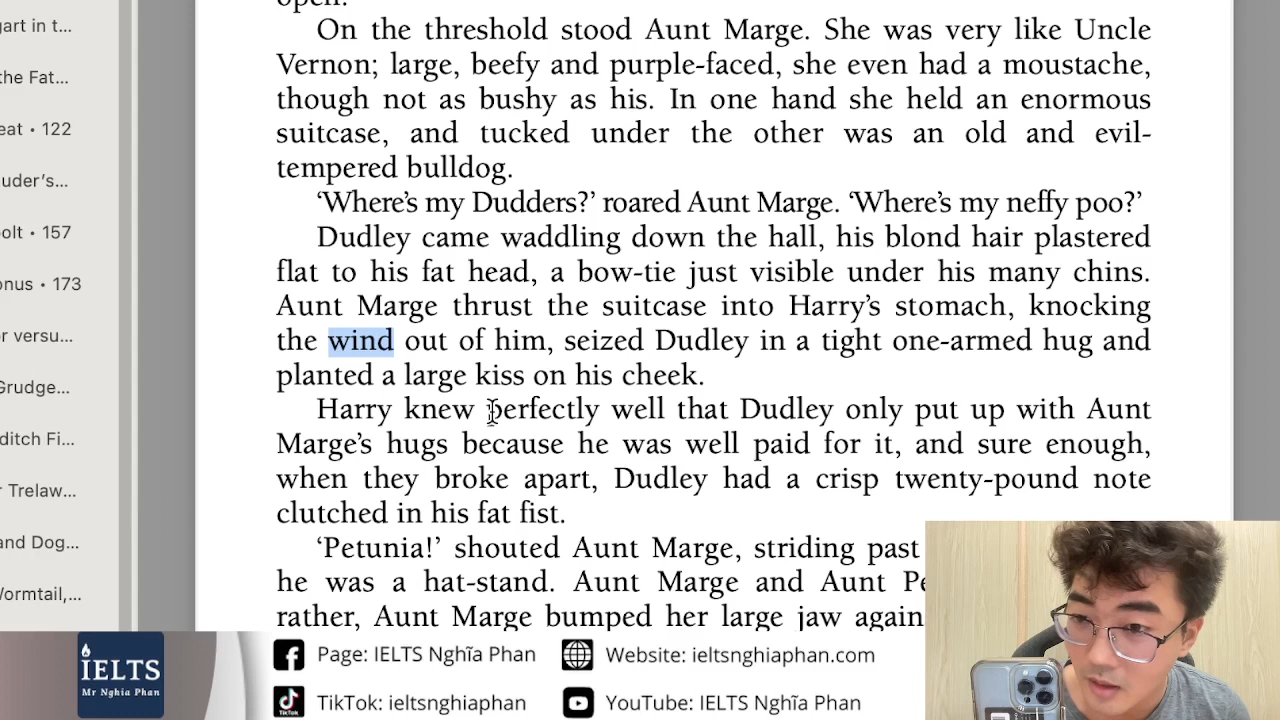 gart in t...
the Fat...
eat • 122
uder's...
olt • 157
onus • 173
or versu...
Grudge...
ditch Fi...
r Trelaw...
and Dog...
Wormtail,...
open.
On the threshold stood Aunt Marge. She was very like Uncle
Vernon; large, beefy and purple-faced, she even had a moustache,
though not as bushy as his. In one hand she held an enormous
suitcase, and tucked under the other was an old and evil-
tempered bulldog.
‘Where’s my Dudders?’ roared Aunt Marge. ‘Where’s my neffy poo?’
Dudley came waddling down the hall, his blond hair plastered
flat to his fat head, a bow-tie just visible under his many chins.
Aunt Marge thrust the suitcase into Harry’s stomach, knocking
the wind out of him, seized Dudley in a tight one-armed hug and
planted a large kiss on his cheek.
Harry knew perfectly well that Dudley only put up with Aunt
Marge’s hugs because he was well paid for it, and sure enough,
when they broke apart, Dudley had a crisp twenty-pound note
clutched in his fat fist.
‘Petunia!’ shouted Aunt Marge, striding past
he was a hat-stand. Aunt Marge and Aunt Pe
rather, Aunt Marge bumped her large jaw again
IELTS
Mr Nghia Phan
Page: IELTS Nghĩa Phan
Website: ieltsnghiaphan.com
TikTok
TikTok: ieltsnghiaphan
YouTube: IELTS Nghĩa Phan